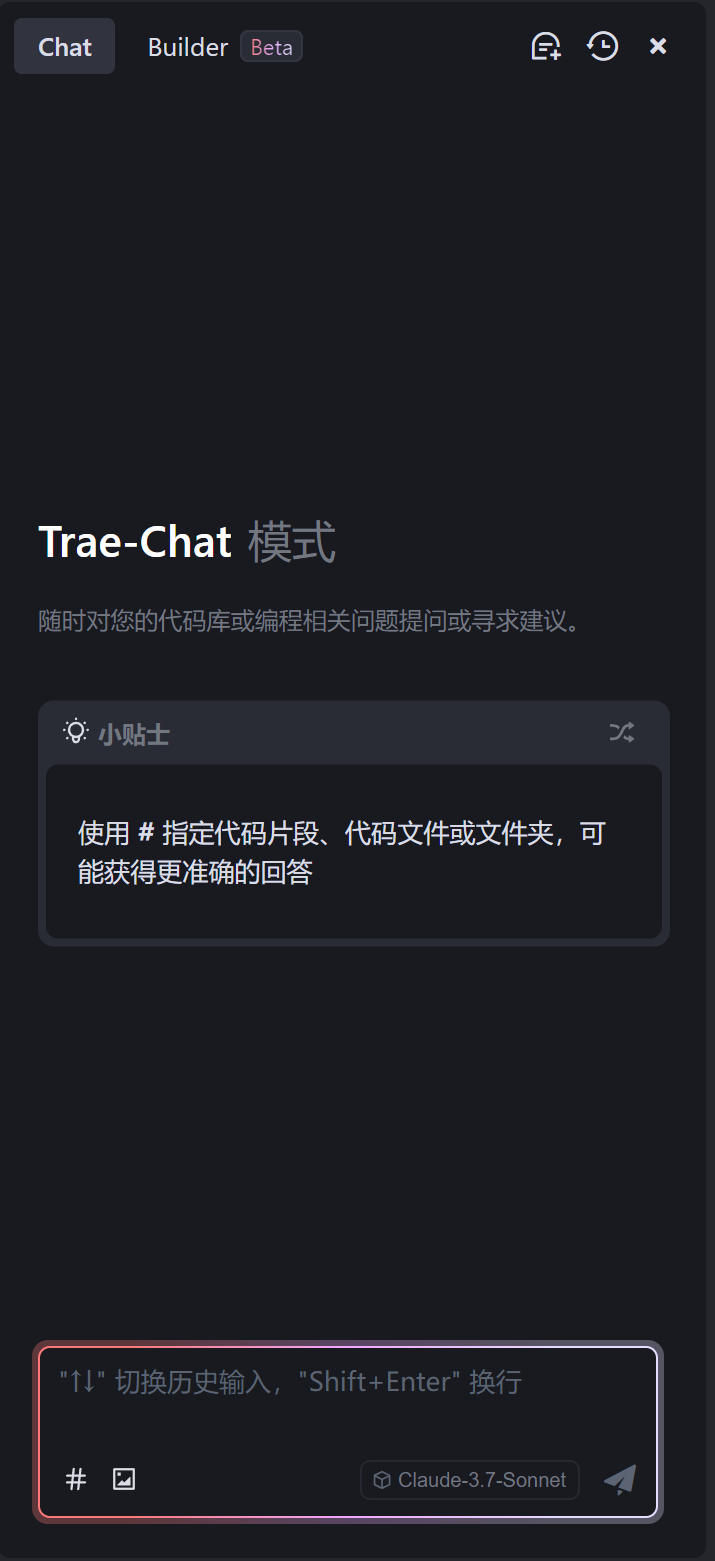 Chat Builder Beta
Trae-Chat 模式
随时对您的代码库或编程相关问题提问或寻求建议。
小贴士
使用 # 指定代码片段、代码文件或文件夹，可
能获得更准确的回答
"↑↓" 切换历史输入，"Shift+Enter" 换行
Claude-3.7-Sonnet